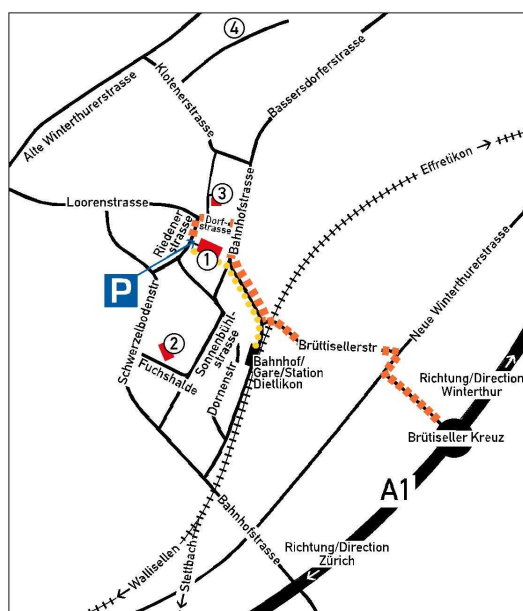 4
Klotenerstrasse
Bassersdorferstrasse
Alte Winterthurerstrasse
Effretikon
3
Loorenstrasse
Dorf-
strasse
Bahnhofstrasse
Riedener
strasse
1
P
Neue Winterthurerstrasse
Schwerzelbodenstr
2
Sonnenbühl-
strasse
Brüttisellerstr
Fuchshalde
Dornenstr
Bahnhof/
Gare/Station
Dietlikon
Richtung/Direction
Winterthur
Brütiseller Kreuz
A1
Bahnhofstrasse
Wallisellen
Stettbach
Richtung/Direction
Zürich